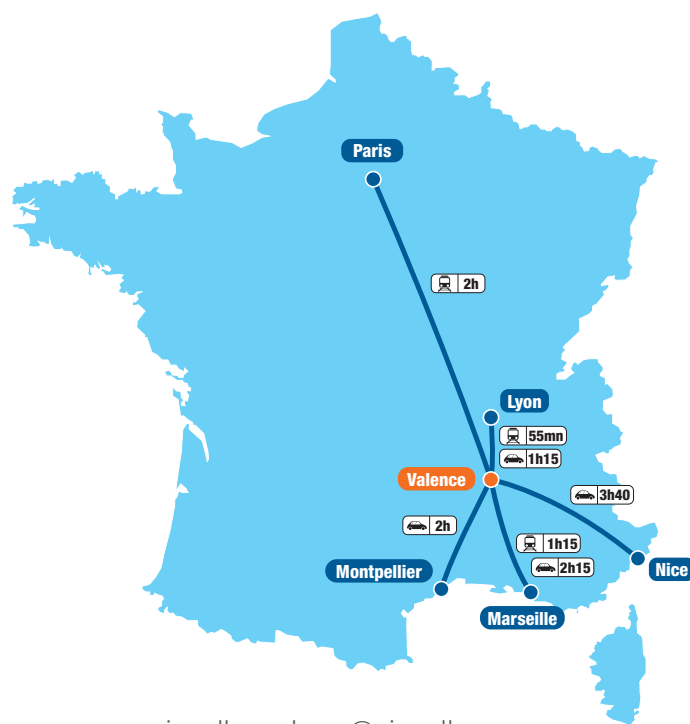 Paris
2h
Lyon
55mn
1h15
Valence
3h40
2h
1h15
2h15
Montpellier
Nice
Marseille